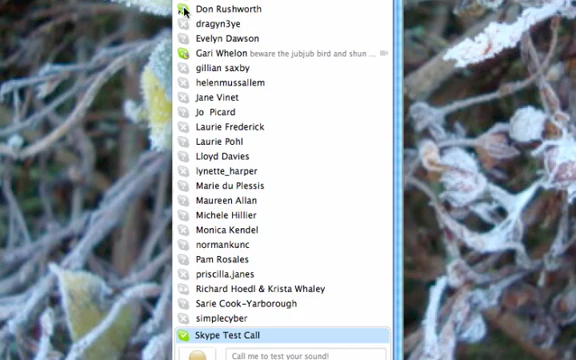 Don Rushworth
dragyn3ye
Evelyn Dawson
Gari Whelon beware the jubjub bird and shun ...
gillian saxby
helenmussallem
Jane Vinet
Jo Picard
Laurie Frederick
Laurie Pohl
Lloyd Davies
lynette_harper
Marie du Plessis
Maureen Allan
Michele Hillier
Monica Kendel
normankunc
Pam Rosales
priscilla.janes
Richard Hoedl & Krista Whaley
Sarie Cook-Yarborough
simplecyber
Skype Test Call
Call me to test your sound!